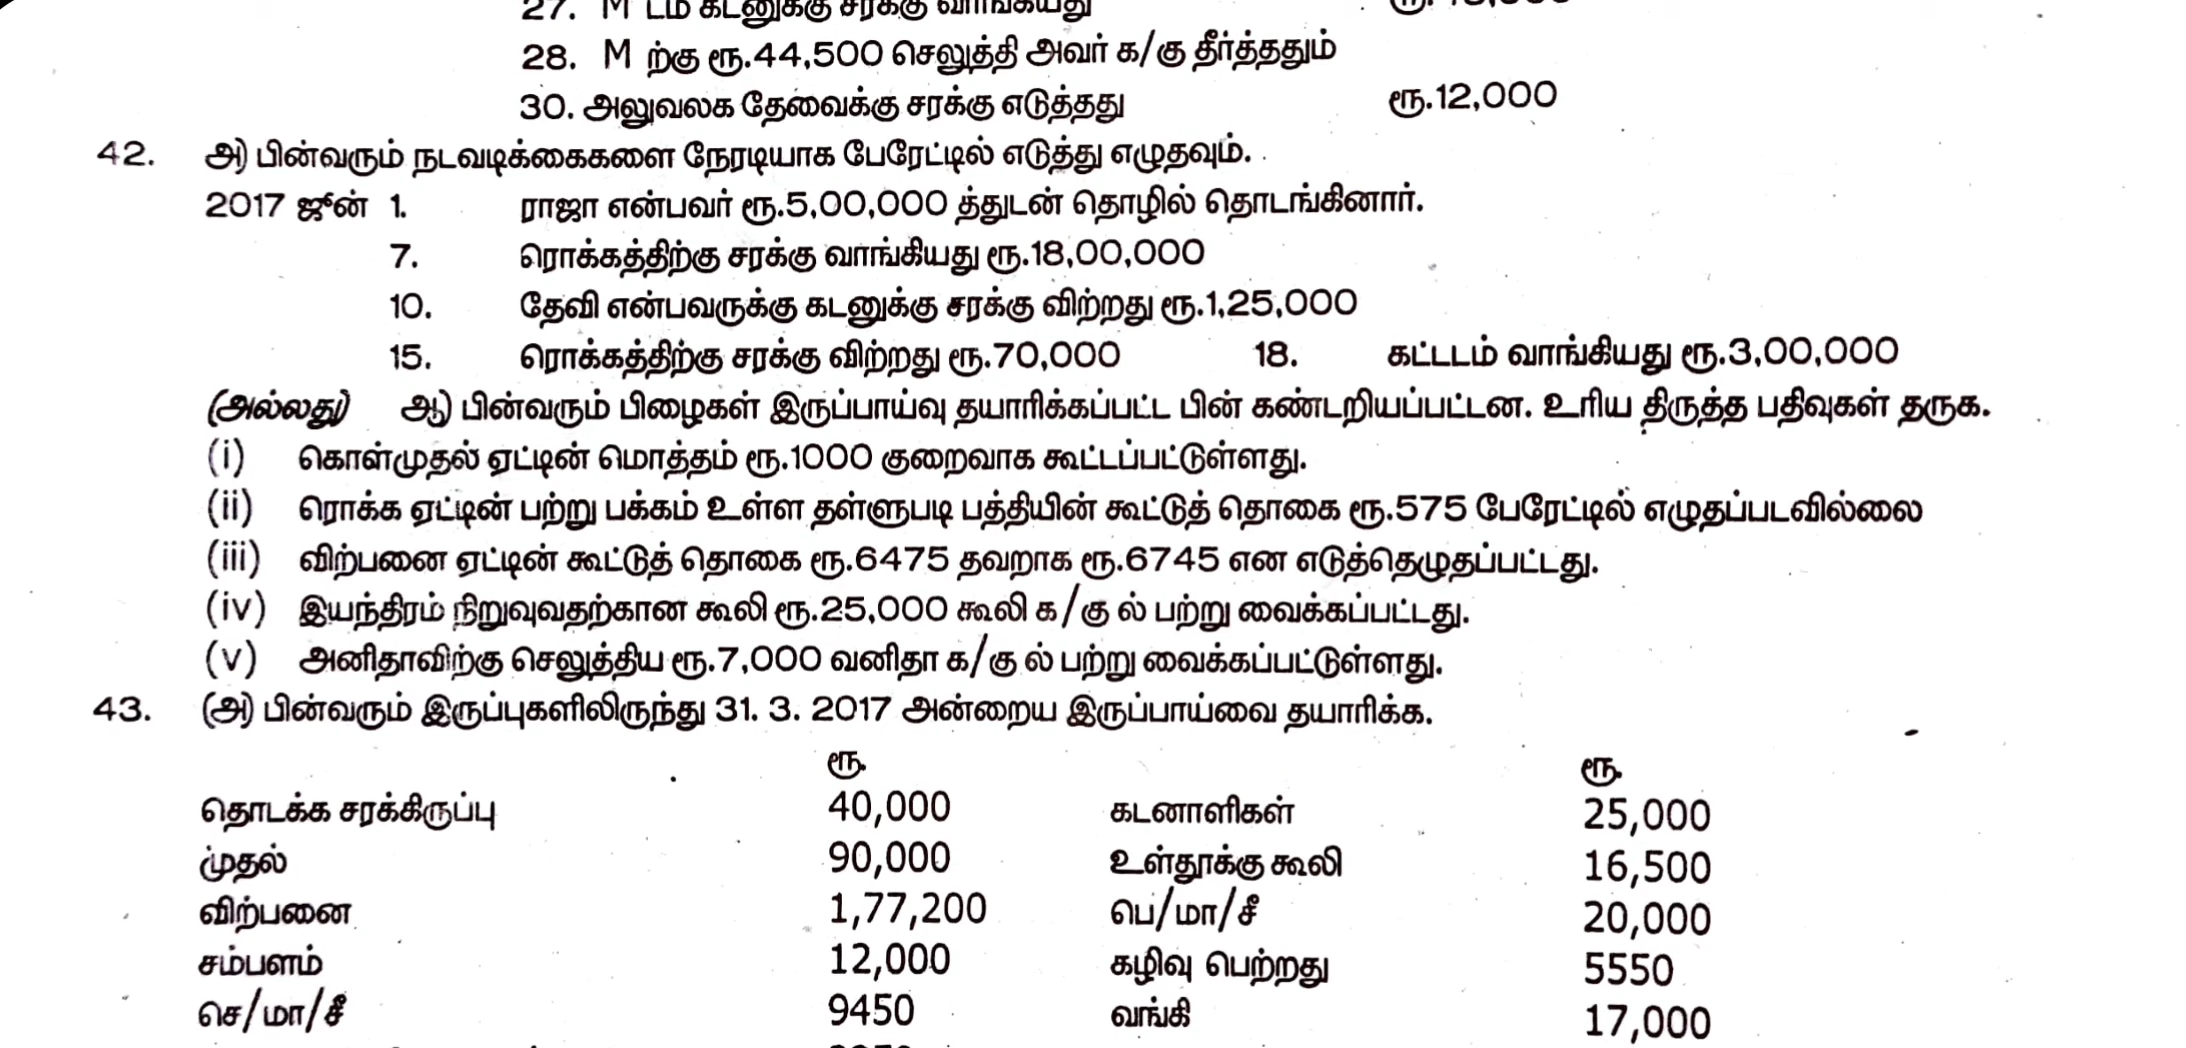 27. M டம் கடனுக்கு சரக்கு வாங்கியது
28. M ற்கு ரூ.44,500 செலுத்தி அவர் க/கு தீர்த்ததும்
30. அலுவலக தேவைக்கு சரக்கு எடுத்தது ரூ.12,000
42. அ) பின்வரும் நடவடிக்கைகளை நேரடியாக பேரேட்டில் எடுத்து எழுதவும்.
2017 ஜூன் 1. ராஜா என்பவர் ரூ.5,00,000 த்துடன் தொழில் தொடங்கினார்.
7. ரொக்கத்திற்கு சரக்கு வாங்கியது ரூ.18,00,000
10. தேவி என்பவருக்கு கடனுக்கு சரக்கு விற்றது ரூ.1,25,000
15. ரொக்கத்திற்கு சரக்கு விற்றது ரூ.70,000 18. கட்டடம் வாங்கியது ரூ.3,00,000
(அல்லது) ஆ) பின்வரும் பிழைகள் இருப்பாய்வு தயாரிக்கப்பட்ட பின் கண்டறியப்பட்டன. உரிய திருத்த பதிவுகள் தருக.
(i) கொள்முதல் ஏட்டின் மொத்தம் ரூ.1000 குறைவாக கூட்டப்பட்டுள்ளது.
(ii) ரொக்க ஏட்டின் பற்று பக்கம் உள்ள தள்ளுபடி பத்தியின் கூட்டுத் தொகை ரூ.575 பேரேட்டில் எழுதப்படவில்லை
(iii) விற்பனை ஏட்டின் கூட்டுத் தொகை ரூ.6475 தவறாக ரூ.6745 என எடுத்தெழுதப்பட்டது.
(iv) இயந்திரம் நிறுவுவதற்கான கூலி ரூ.25,000 கூலி க/கு ல் பற்று வைக்கப்பட்டது.
(v) அனிதாவிற்கு செலுத்திய ரூ.7,000 வனிதா க/கு ல் பற்று வைக்கப்பட்டுள்ளது.
43. (அ) பின்வரும் இருப்புகளிலிருந்து 31. 3. 2017 அன்றைய இருப்பாய்வை தயாரிக்க.
ரூ. ரூ.
தொடக்க சரக்கிருப்பு 40,000 கடனாளிகள் 25,000
முதல் 90,000 உள்தூக்கு கூலி 16,500
விற்பனை 1,77,200 பெ/மா/சீ 20,000
சம்பளம் 12,000 கழிவு பெற்றது 5550
செ/மா/சீ 9450 வங்கி 17,000